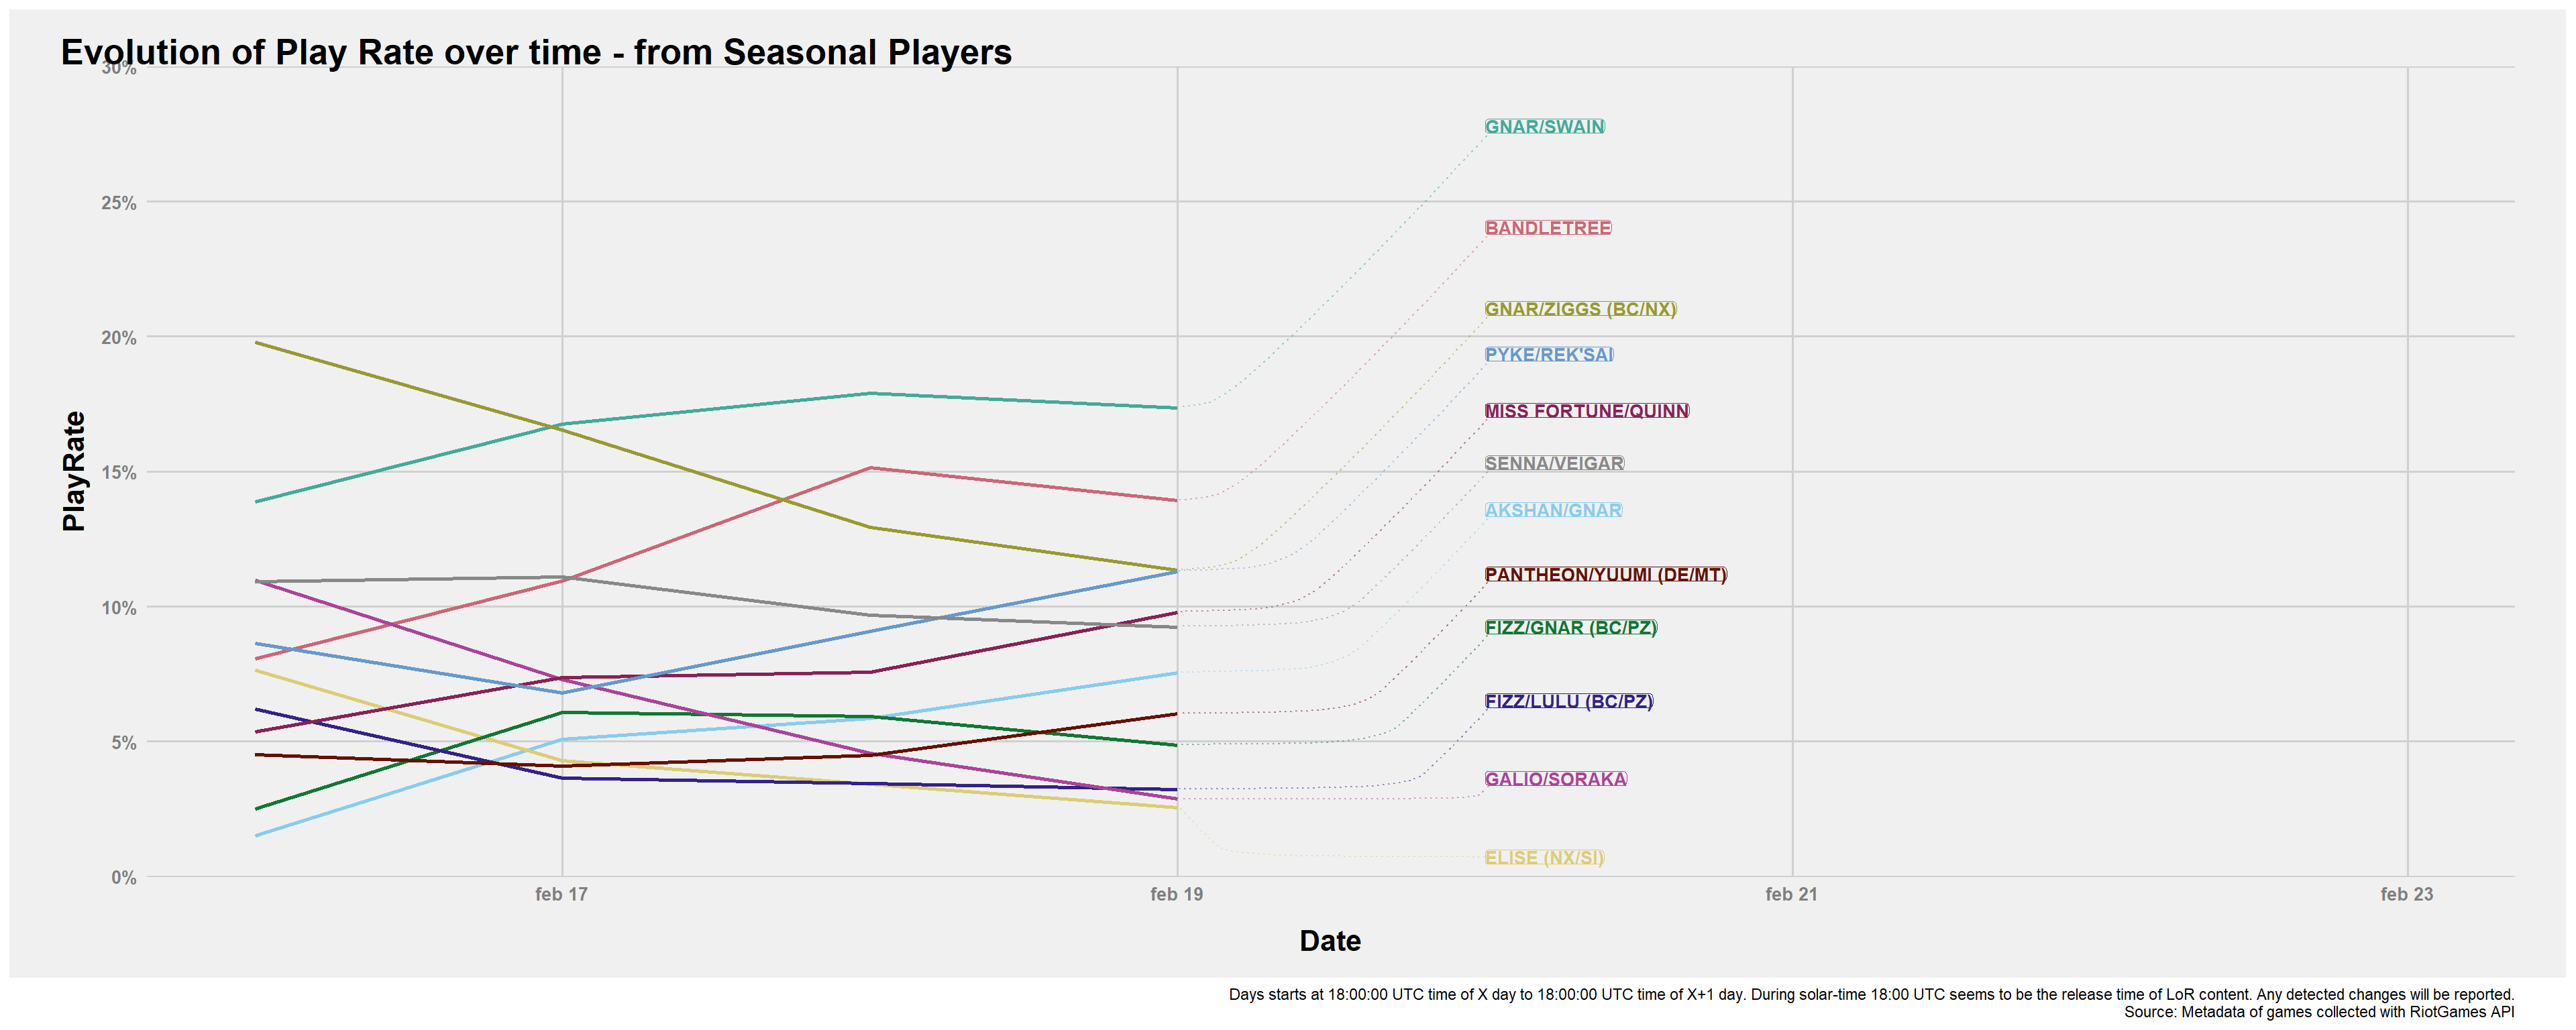 Evolution of Play Rate over time - from Seasonal Players
30%
25%
20%
15%
10%
5%
0%
PlayRate
GNAR/SWAIN
BANDLETREE
GNAR/ZIGGS (BC/NX)
PYKE/REK'SAI
MISS FORTUNE/QUINN
SENNA/VEIGAR
AKSHAN/GNAR
PANTHEON/YUUMI (DE/MT)
FIZZ/GNAR (BC/PZ)
FIZZ/LULU (BC/PZ)
GALIO/SORAKA
ELISE (NX/SI)
feb 17
feb 19
feb 21
feb 23
Date
Days starts at 18:00:00 UTC time of X day to 18:00:00 UTC time of X+1 day. During solar-time 18:00 UTC seems to be the release time of LoR content. Any detected changes will be reported.
Source: Metadata of games collected with RiotGames API